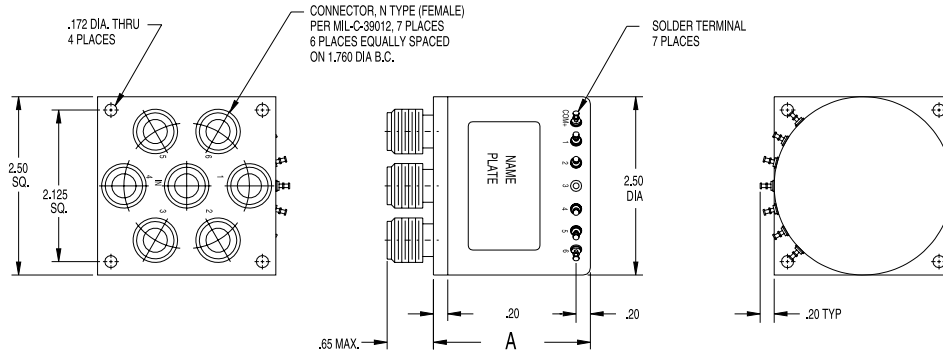 .172 DIA. THRU
4 PLACES
CONNECTOR, N TYPE (FEMALE)
PER MIL-C-39012, 7 PLACES
6 PLACES EQUALLY SPACED
ON 1.760 DIA B.C.
SOLDER TERMINAL
7 PLACES
2.50
SQ.
2.125
SQ.
5
6
4
IN
1
3
2
NAME
PLATE
COM+
1
2
3
4
5
6
2.50
DIA
.65 MAX.
.20
A
.20
.20 TYP